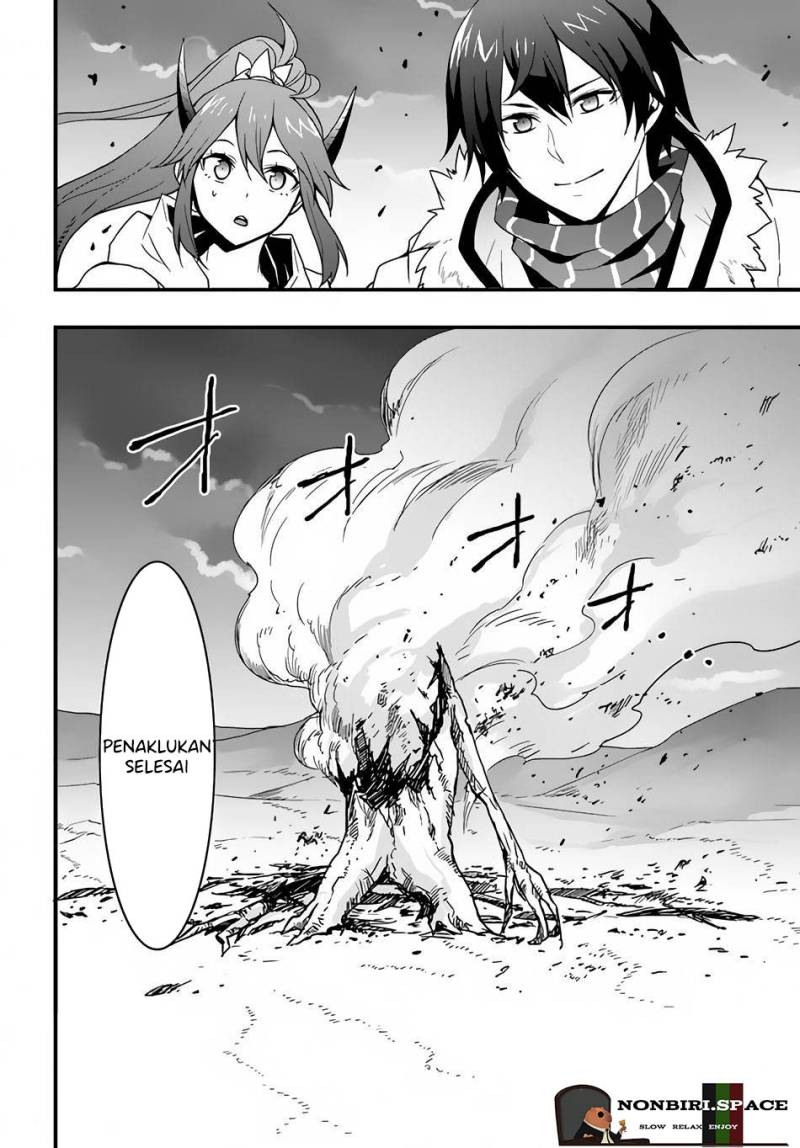 オ
オ
オ
オ
PENAKLUKAN
SELESAI
NONBIRI.SPACE
SLOW RELAX ENJOY